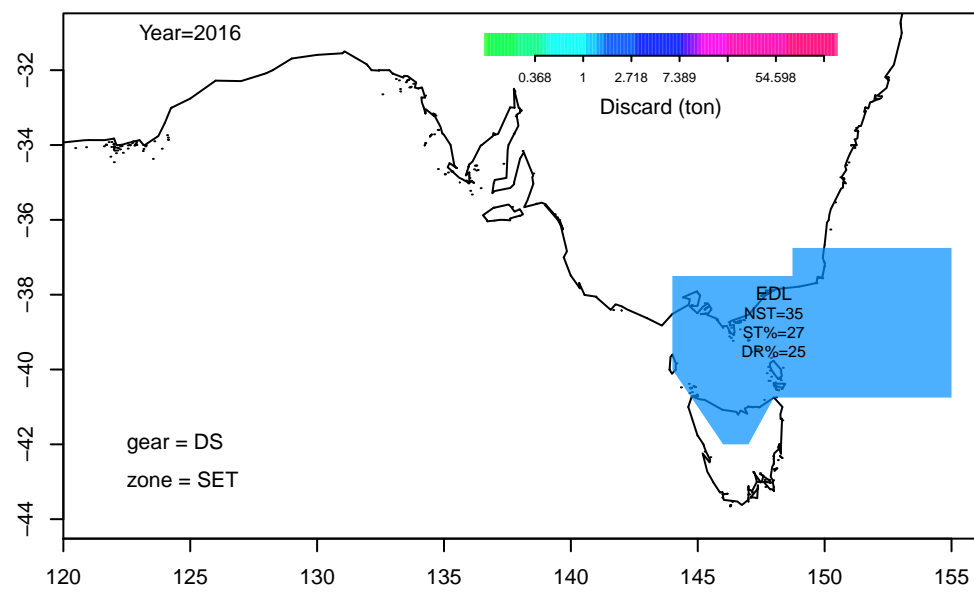 Year=2016
0.368 1 2.718 7.389 54.598
Discard (ton)
−32
−34
−36
−38
−40
−42
−44
EDL
NST=35
ST%=27
DR%=25
gear = DS
zone = SET
120 125 130 135 140 145 150 155